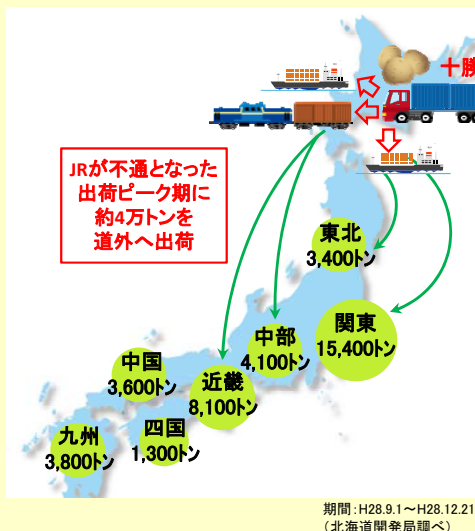 十勝
JRが不通となった
出荷ピーク期に
約4万トンを
道外へ出荷
東北
3,400トン
関東
15,400トン
中部
4,100トン
中国
3,600トン
近畿
8,100トン
四国
1,300トン
九州
3,800トン
期間:H28.9.1～H28.12.21
(北海道開発局調べ)